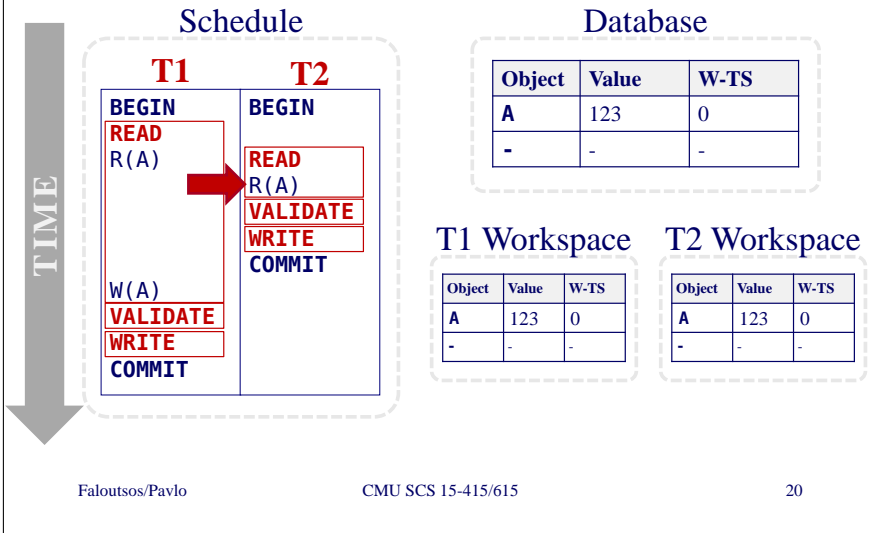 Schedule
T1 T2
BEGIN BEGIN
READ
R(A) READ
R(A)
VALIDATE
WRITE
COMMIT
W(A)
VALIDATE
WRITE
COMMIT
TIME
Database
Object Value W-TS
A 123 0
- - -
T1 Workspace
Object Value W-TS
A 123 0
- - -
T2 Workspace
Object Value W-TS
A 123 0
- - -
Faloutsos/Pavlo CMU SCS 15-415/615 20